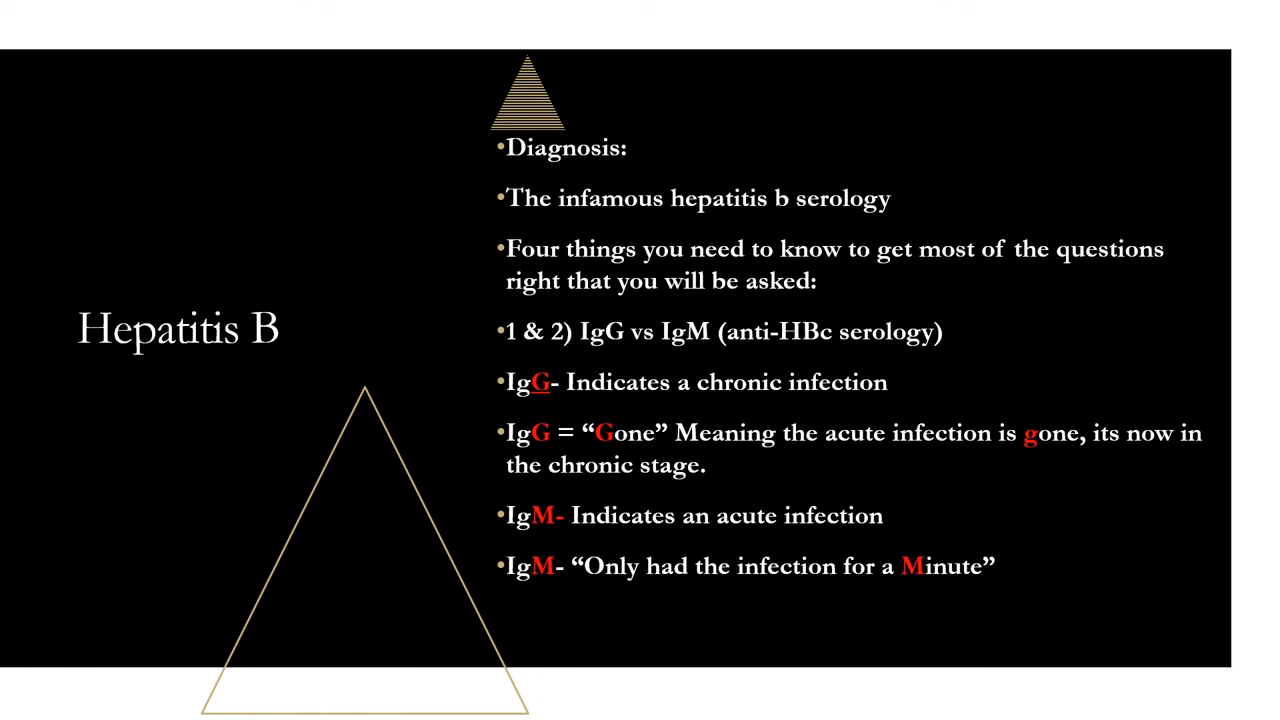 Hepatitis B
•Diagnosis:
•The infamous hepatitis b serology
•Four things you need to know to get most of the questions
right that you will be asked:
•1 & 2) IgG vs IgM (anti-HBc serology)
•IgG- Indicates a chronic infection
•IgG = “Gone” Meaning the acute infection is gone, its now in
the chronic stage.
•IgM- Indicates an acute infection
•IgM- “Only had the infection for a Minute”